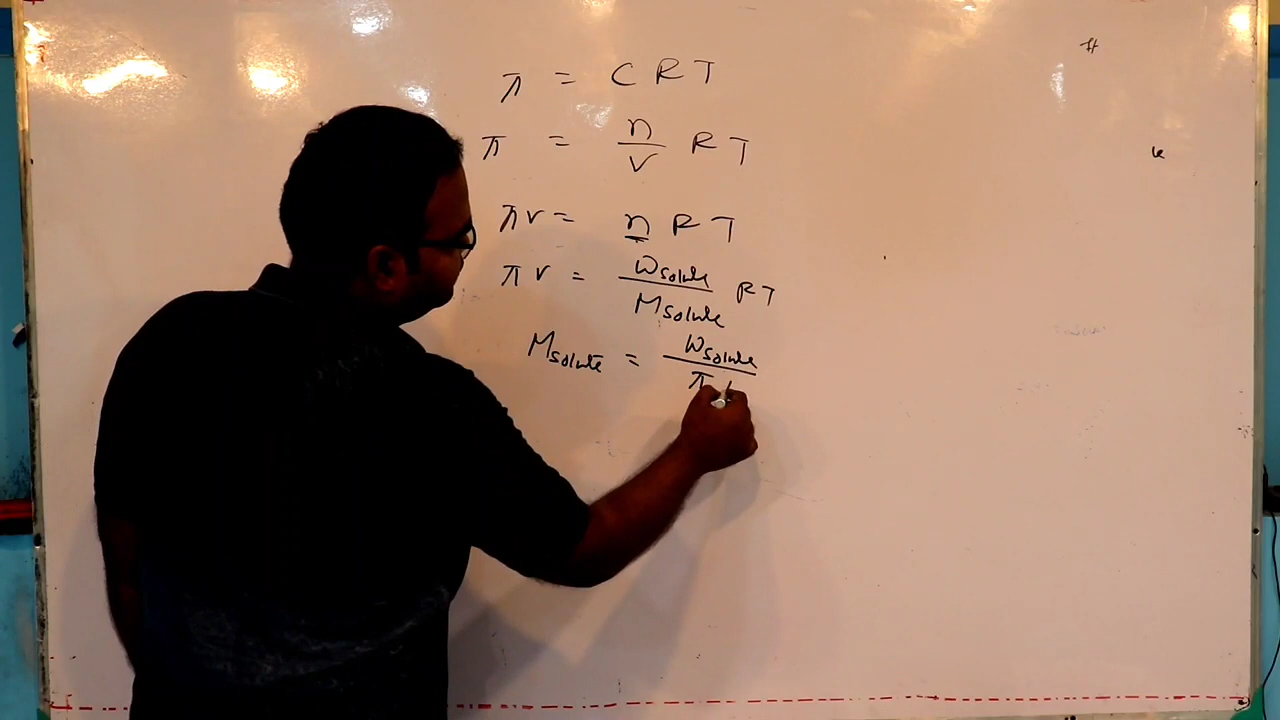 π = CRT
π = n/v RT
πv = n RT
πv = Wsolute/Msolute RT
Msolute = Wsolute/π